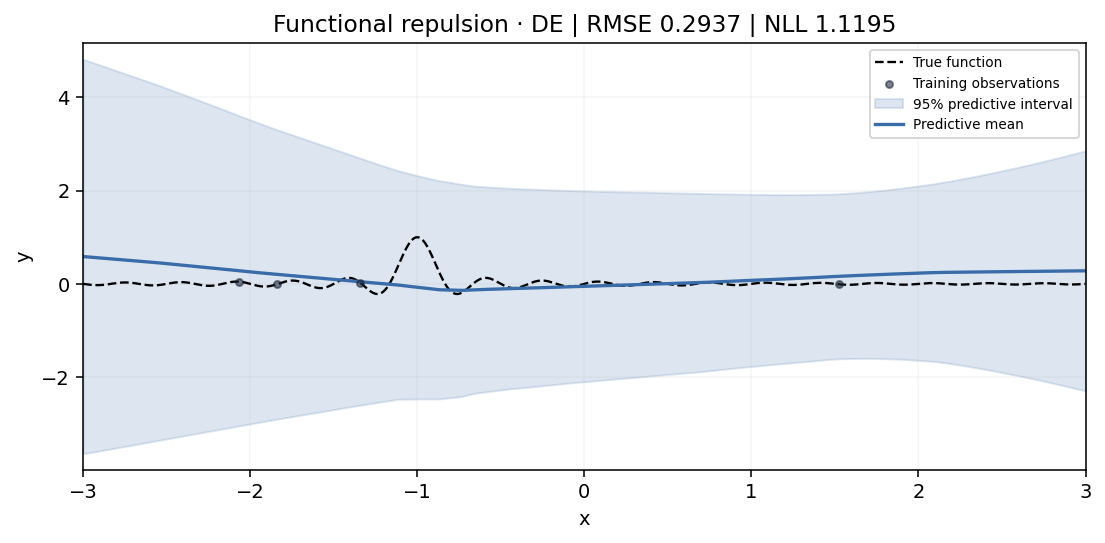 Functional repulsion · DE | RMSE 0.2937 | NLL 1.1195
True function
Training observations
95% predictive interval
Predictive mean
y
4
2
0
−2
−3
−2
−1
0
1
2
3
x